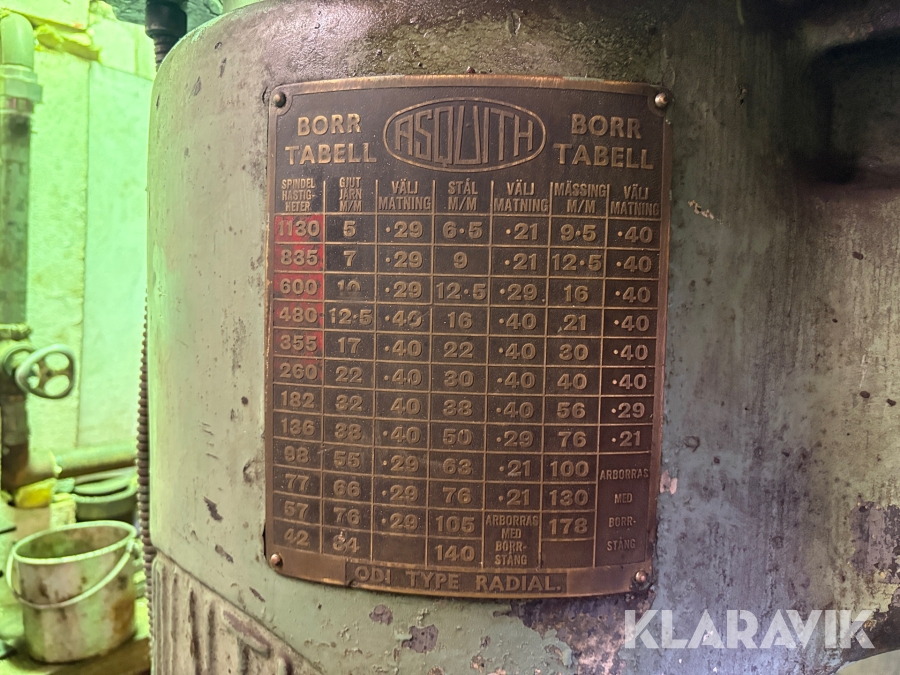 BORR TABELL
ASQUITH
BORR TABELL
SPINDEL HASTIG- HETER GJUT JÄRN M/M VÄLJ MATNING STÅL M/M VÄLJ MATNING MÄSSING M/M VÄLJ MATNING
1130 5 ·29 6·5 ·21 9·5 ·40
835 7 ·29 9 ·21 12·5 ·40
600 10 ·29 12·5 ·29 16 ·40
480 12·5 ·40 16 ·40 21 ·40
355 17 ·40 22 ·40 30 ·40
260 22 ·40 30 ·40 40 ·40
182 32 ·40 38 ·40 56 ·29
136 38 ·40 50 ·29 76 ·21
98 55 ·29 63 ·21 100 ARBORRAS
77 66 ·29 76 ·21 130 MED
57 76 ·29 105 ARBORRAS MED 178 BORR-
42 84 140 BORR- STÅNG STÅNG
OD1 TYPE RADIAL.
KLARAVIK